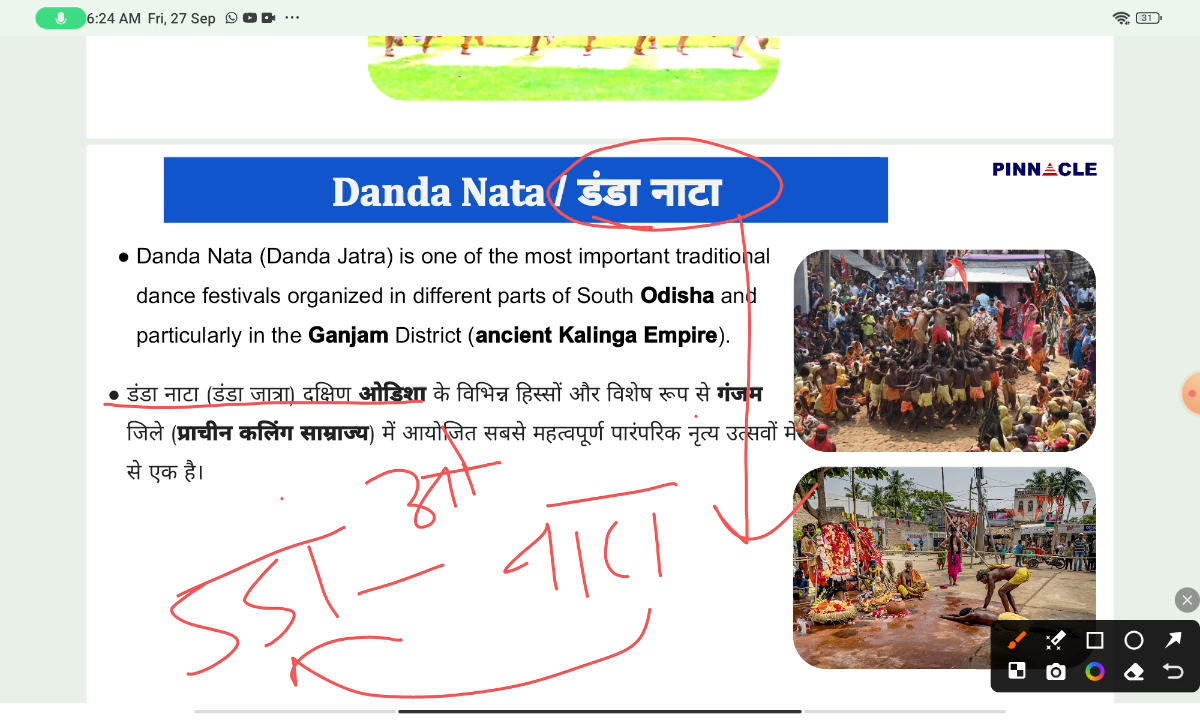 6:24 AM Fri, 27 Sep
31
PINNACLE
Danda Nata / डंडा नाटा
● Danda Nata (Danda Jatra) is one of the most important traditional
dance festivals organized in different parts of South Odisha and
particularly in the Ganjam District (ancient Kalinga Empire).
● डंडा नाटा (डंडा जात्रा) दक्षिण ओडिशा के विभिन्न हिस्सों और विशेष रूप से गंजम
जिले (प्राचीन कलिंग साम्राज्य) में आयोजित सबसे महत्वपूर्ण पारंपरिक नृत्य उत्सवों में
से एक है।
ओ
डंडा - नाटा